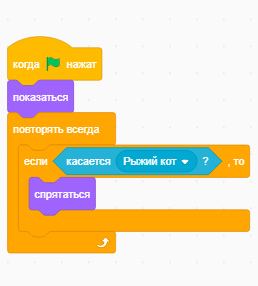 когда нажат
показаться
повторять всегда
если касается Рыжий кот ? , то
спрятаться